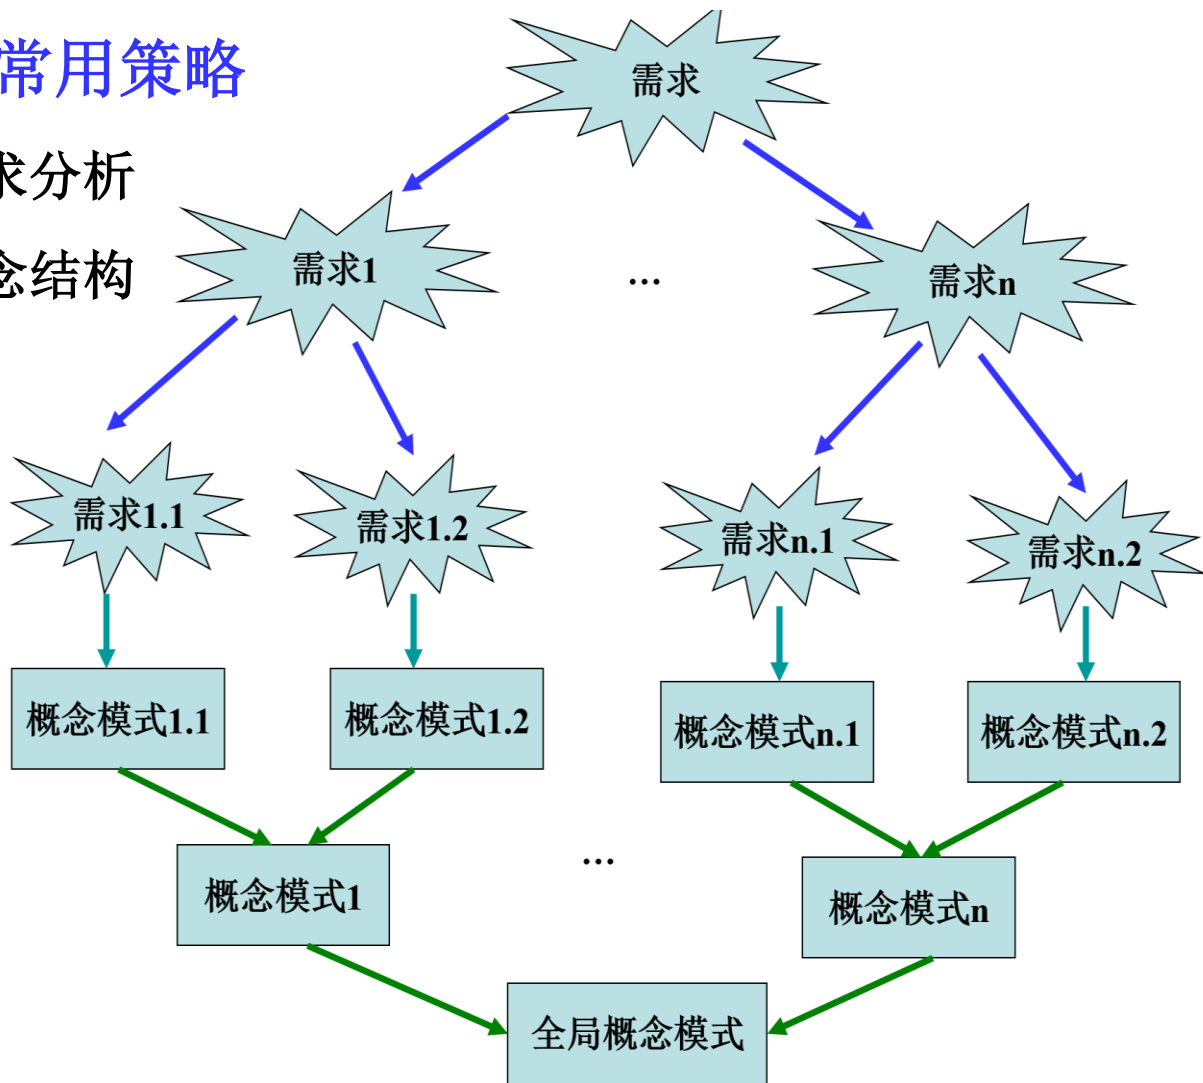 常用策略
需求
求分析
需求1
...
需求n
念结构
需求1.1
需求1.2
需求n.1
需求n.2
概念模式1.1
概念模式1.2
概念模式n.1
概念模式n.2
概念模式1
...
概念模式n
全局概念模式